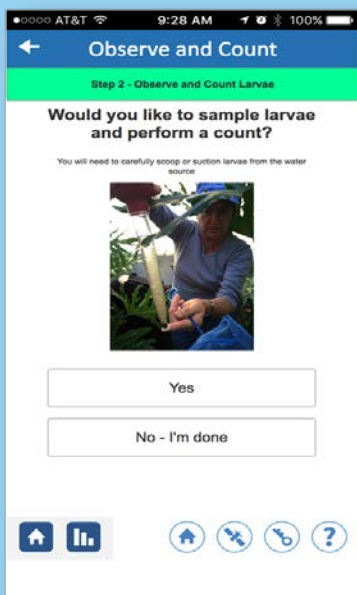 AT&T 9:28 AM 100%
Observe and Count
Step 2 - Observe and Count Larvae
Would you like to sample larvae
and perform a count?
You will need to carefully scoop or suction larvae from the water
source
Yes
No - I'm done
?